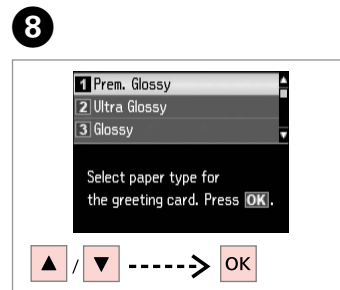 8
1 Prem. Glossy
2 Ultra Glossy
3 Glossy
Select paper type for
the greeting card. Press OK.
▲ / ▼ -----> OK